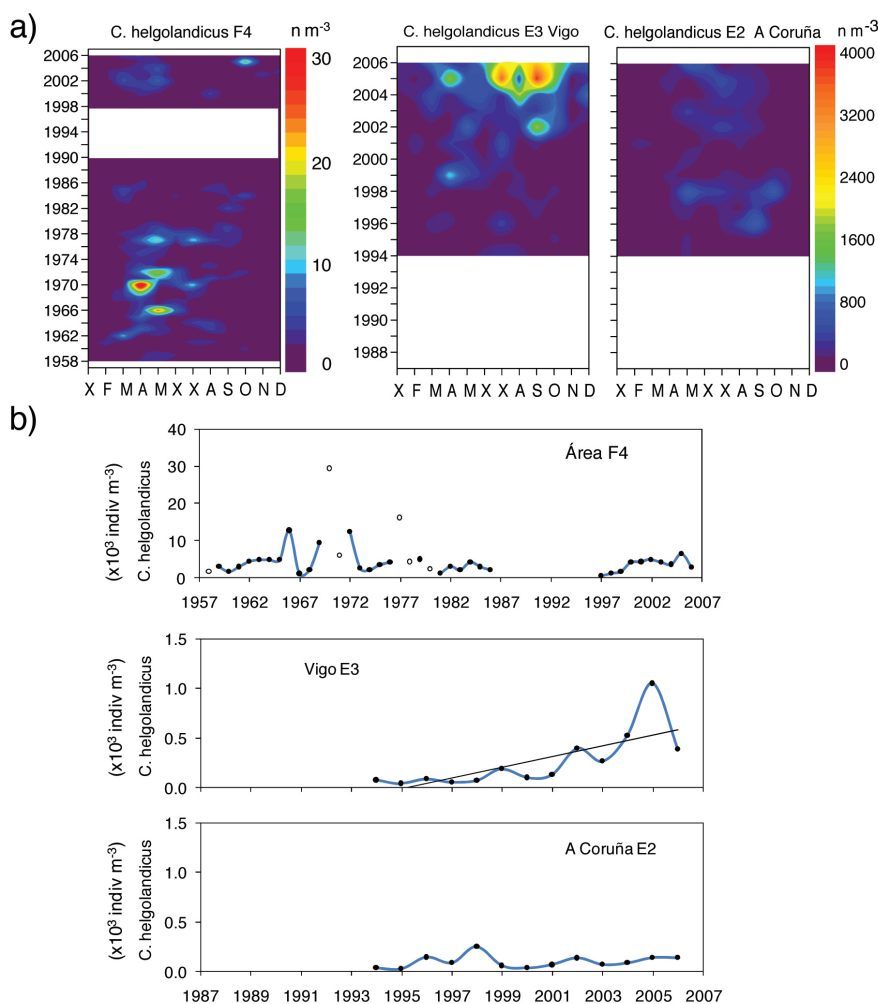 a)
C. helgolandicus F4
n m-3
C. helgolandicus E3 Vigo
C. helgolandicus E2 A Coruña
n m-3
2006
2002
1998
1994
1990
1986
1982
1978
1974
1970
1966
1962
1958
X F M A M X X A S O N D
30
20
10
0
2006
2004
2002
2000
1998
1996
1994
1992
1990
1988
X F M A M X X A S O N D
X F M A M X X A S O N D
4000
3200
2400
1600
800
0
b)
(x10³ indiv m-3)
C. helgolandicus
40
30
20
10
0
Área F4
1957 1962 1967 1972 1977 1982 1987 1992 1997 2002 2007
(x10³ indiv m-3)
C. helgolandicus
1.5
1.0
0.5
0.0
Vigo E3
(x10³ indiv m-3)
C. helgolandicus
1.5
1.0
0.5
0.0
A Coruña E2
1987 1989 1991 1993 1995 1997 1999 2001 2003 2005 2007